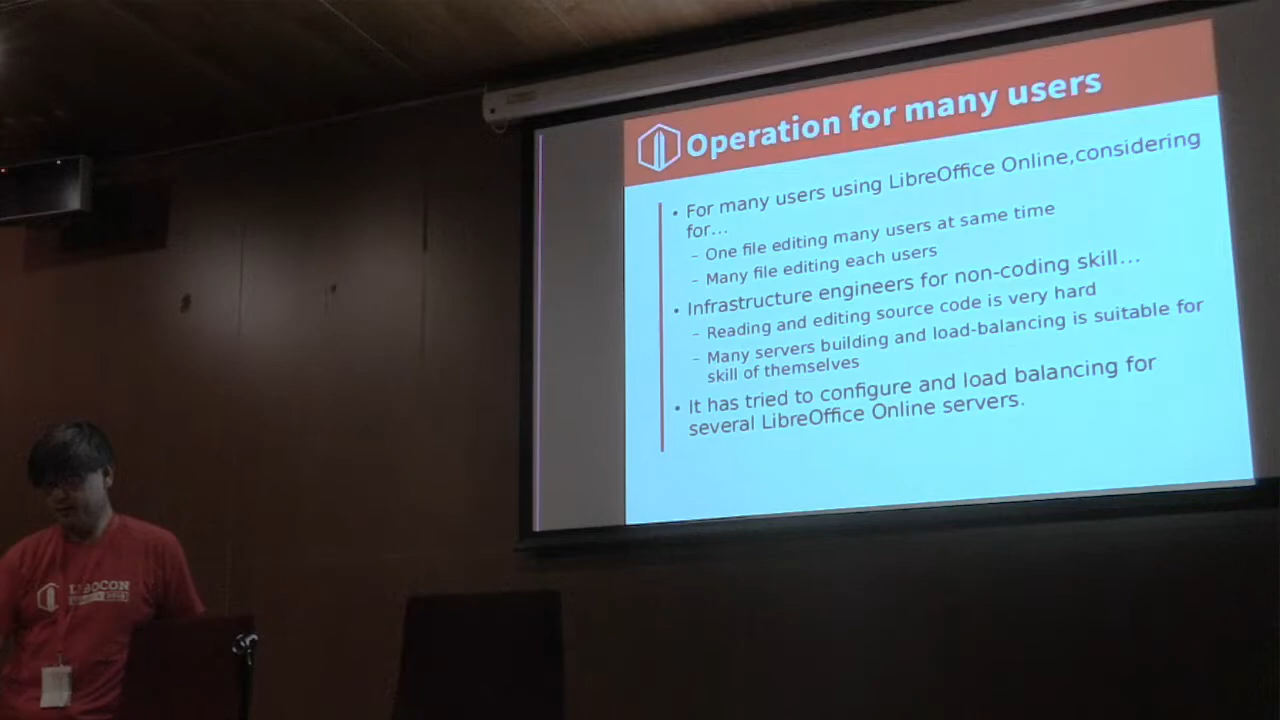 Operation for many users
• For many users using LibreOffice Online,considering
for...
– One file editing many users at same time
– Many file editing each users
• Infrastructure engineers for non-coding skill...
– Reading and editing source code is very hard
– Many servers building and load-balancing is suitable for
skill of themselves
• It has tried to configure and load balancing for
several LibreOffice Online servers.